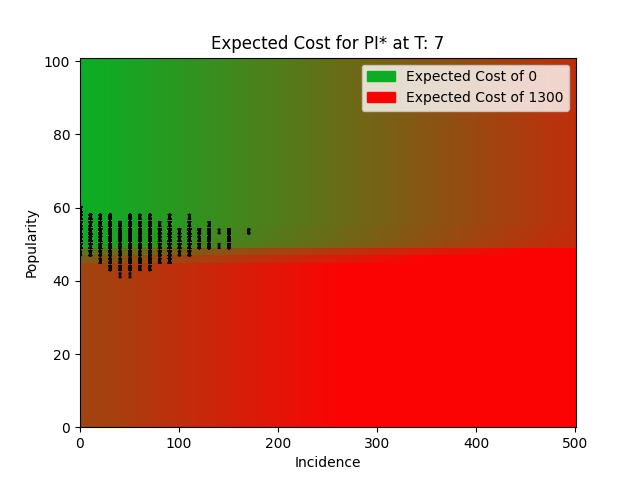 Expected Cost for PI* at T: 7
Expected Cost of 0
Expected Cost of 1300
100
80
60
40
20
0
Popularity
0 100 200 300 400 500
Incidence